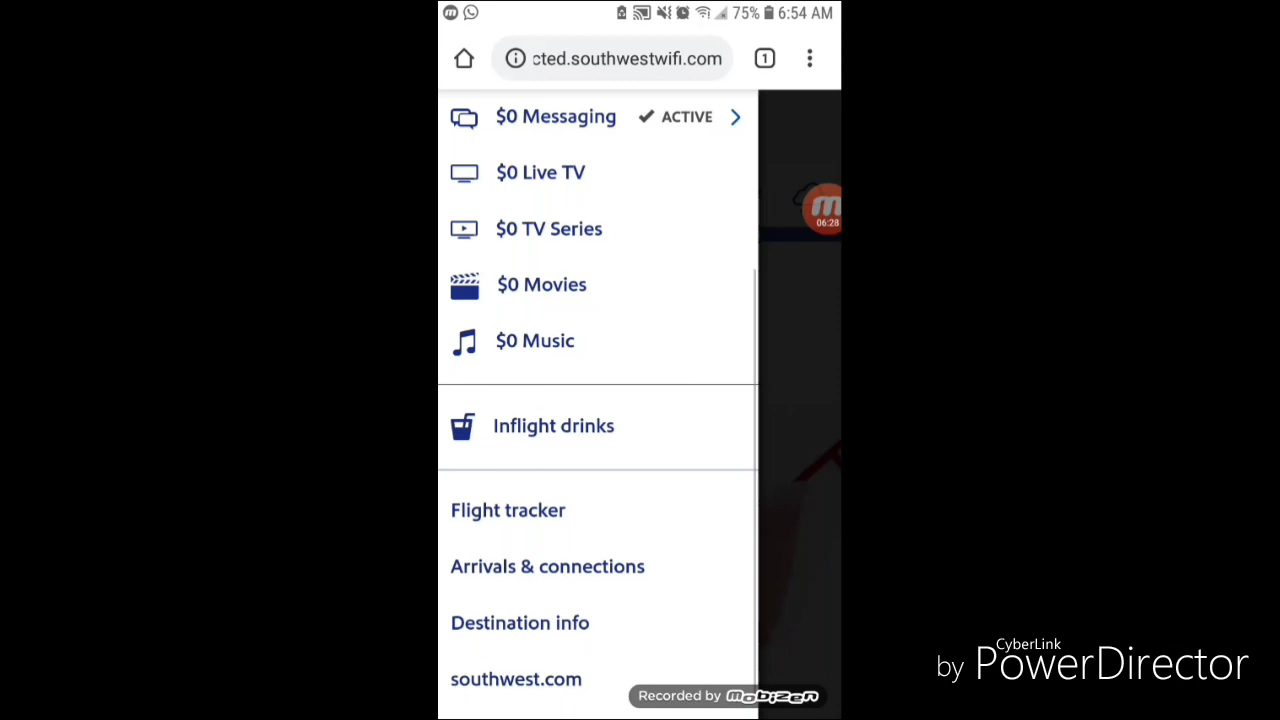 75% 6:54 AM
cted.southwestwifi.com
1
$0 Messaging ACTIVE
$0 Live TV
$0 TV Series
06:28
$0 Movies
$0 Music
Inflight drinks
Flight tracker
Arrivals & connections
Destination info
southwest.com
Recorded by mobizen
CyberLink
by PowerDirector